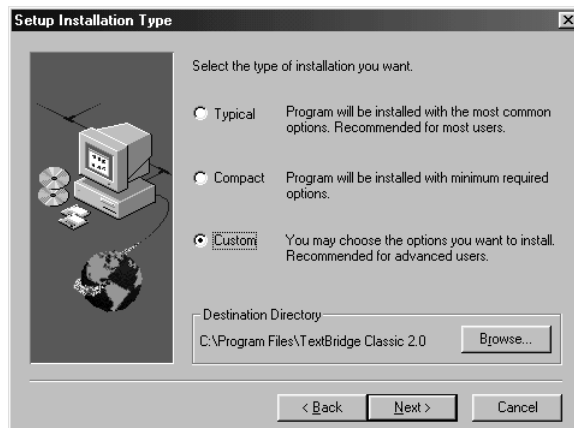 Setup Installation Type
Select the type of installation you want.
Typical
Program will be installed with the most common
options. Recommended for most users.
Compact
Program will be installed with minimum required
options.
Custom
You may choose the options you want to install.
Recommended for advanced users.
Destination Directory
C:\Program Files\TextBridge Classic 2.0
Browse...
< Back
Next >
Cancel